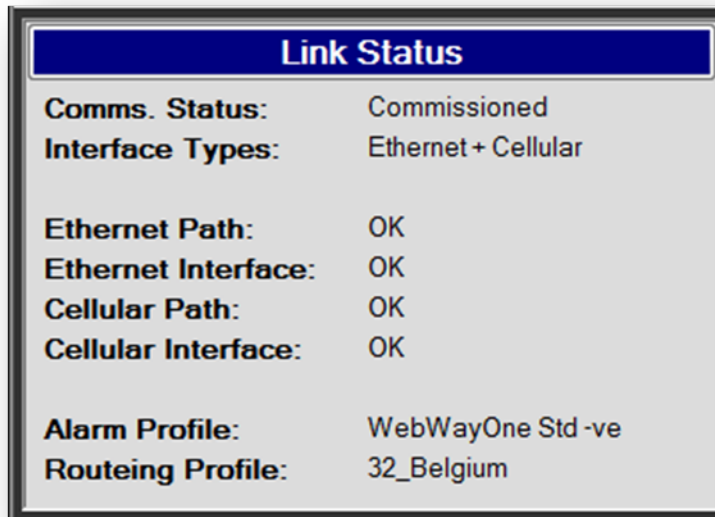 Link Status
Comms. Status: Commissioned
Interface Types: Ethernet + Cellular
Ethernet Path: OK
Ethernet Interface: OK
Cellular Path: OK
Cellular Interface: OK
Alarm Profile: WebWayOne Std -ve
Routeing Profile: 32_Belgium